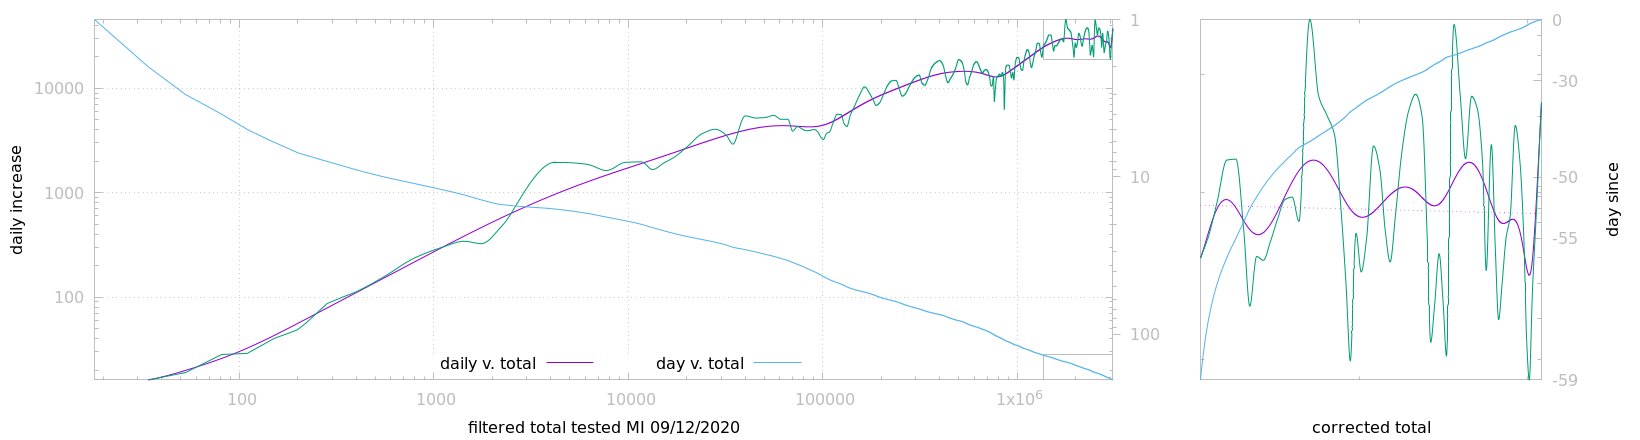 daily increase
10000
1000
100
100
1000
10000
100000
1x10^6
1
10
100
daily v. total
day v. total
filtered total tested MI 09/12/2020
0
-30
-50
-55
-59
day since
corrected total